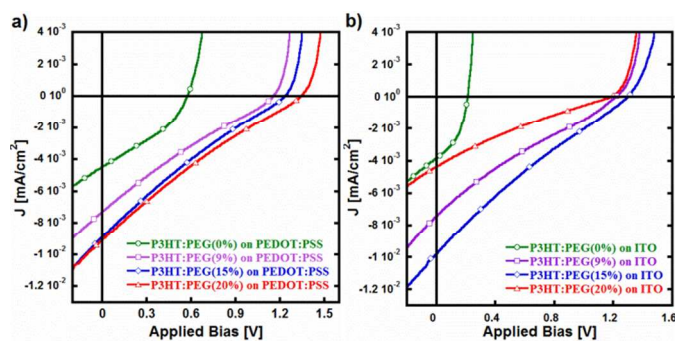 a)
J [mA/cm²]
4 10⁻³
2 10⁻³
0 10⁰
-2 10⁻³
-4 10⁻³
-6 10⁻³
-8 10⁻³
-1 10⁻²
-1.2 10⁻²
P3HT:PEG(0%) on PEDOT:PSS
P3HT:PEG(9%) on PEDOT:PSS
P3HT:PEG(15%) on PEDOT:PSS
P3HT:PEG(20%) on PEDOT:PSS
0 0.3 0.6 0.9 1.2 1.5
Applied Bias [V]
b)
J [mA/cm²]
4 10⁻³
2 10⁻³
0 10⁰
-2 10⁻³
-4 10⁻³
-6 10⁻³
-8 10⁻³
-1 10⁻²
-1.2 10⁻²
P3HT:PEG(0%) on ITO
P3HT:PEG(9%) on ITO
P3HT:PEG(15%) on ITO
P3HT:PEG(20%) on ITO
0 0.4 0.8 1.2 1.6
Applied Bias [V]